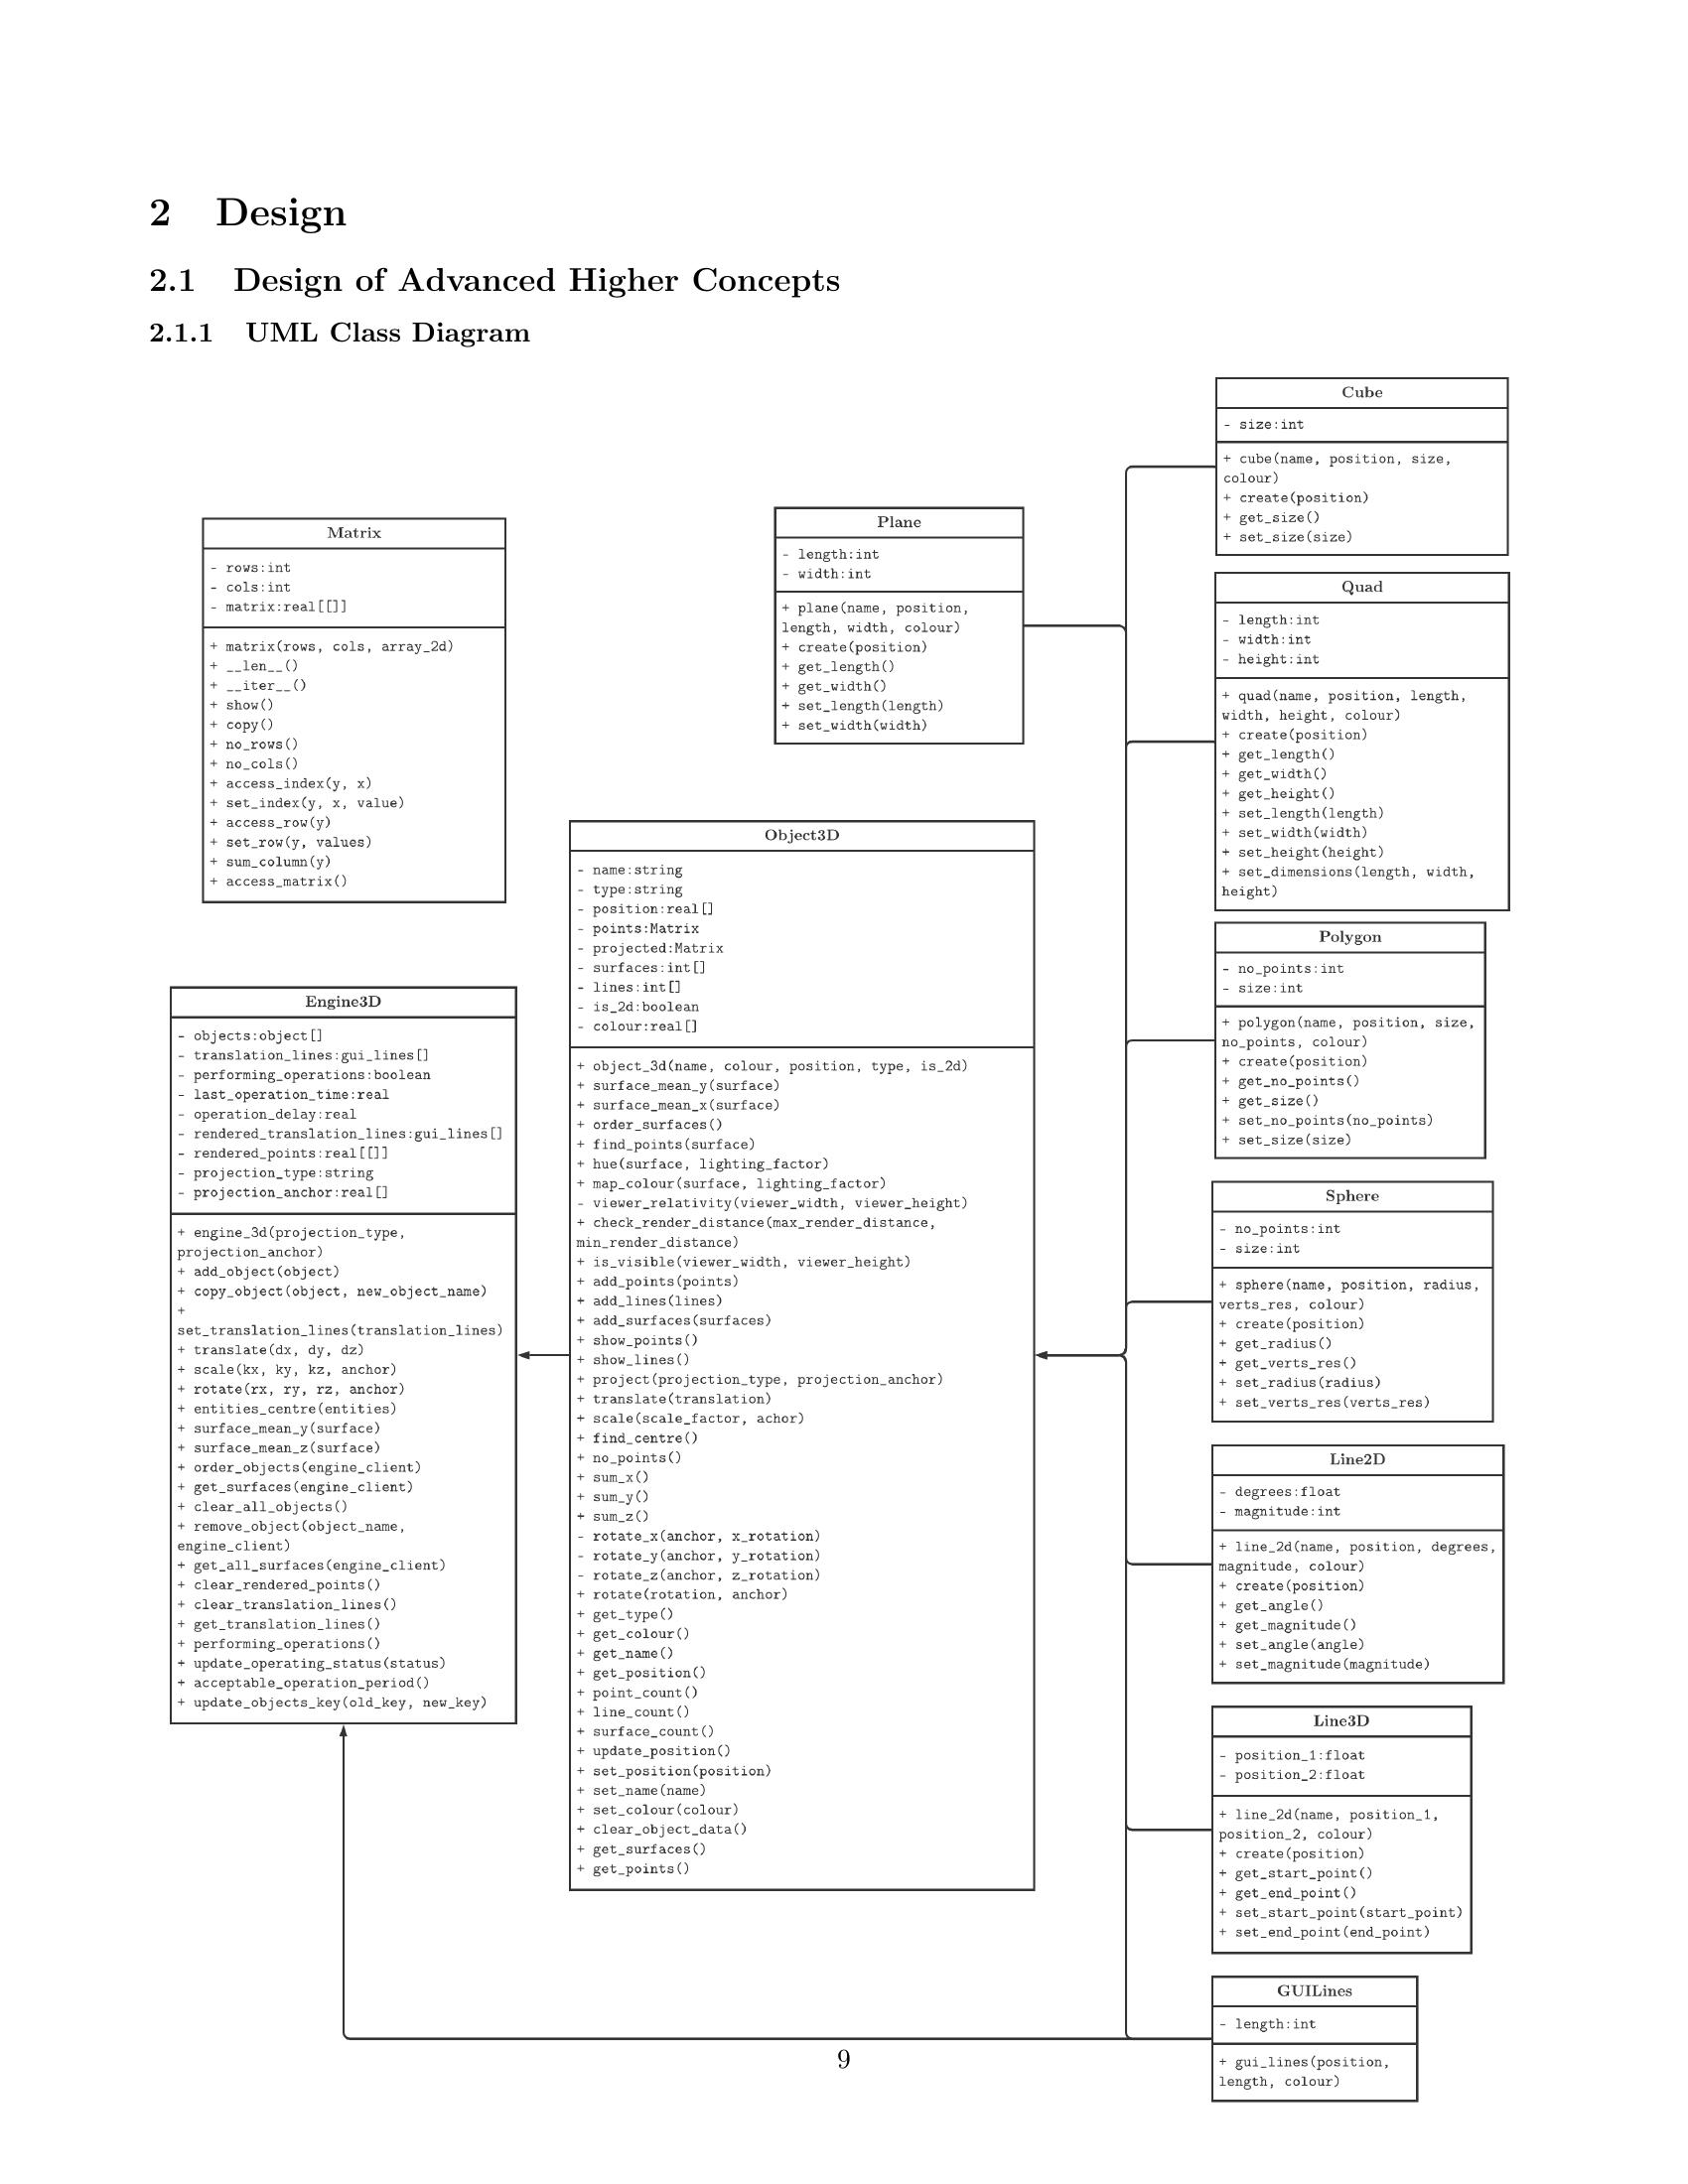 2 Design
2.1 Design of Advanced Higher Concepts
2.1.1 UML Class Diagram
Matrix
- rows:int
- cols:int
- matrix:real[[]]
+ matrix(rows, cols, array_2d)
+ __len__()
+ __iter__()
+ show()
+ copy()
+ no_rows()
+ no_cols()
+ access_index(y, x)
+ set_index(y, x, value)
+ access_row(y)
+ set_row(y, values)
+ sum_column(y)
+ access_matrix()
Engine3D
- objects:object[]
- translation_lines:gui_lines[]
- performing_operations:boolean
- last_operation_time:real
- operation_delay:real
- rendered_translation_lines:gui_lines[]
- rendered_points:real[[]]
- projection_type:string
- projection_anchor:real[]
+ engine_3d(projection_type,
projection_anchor)
+ add_object(object)
+ copy_object(object, new_object_name)
+
set_translation_lines(translation_lines)
+ translate(dx, dy, dz)
+ scale(kx, ky, kz, anchor)
+ rotate(rx, ry, rz, anchor)
+ entities_centre(entities)
+ surface_mean_y(surface)
+ surface_mean_z(surface)
+ order_objects(engine_client)
+ get_surfaces(engine_client)
+ clear_all_objects()
+ remove_object(object_name,
engine_client)
+ get_all_surfaces(engine_client)
+ clear_rendered_points()
+ clear_translation_lines()
+ get_translation_lines()
+ performing_operations()
+ update_operating_status(status)
+ acceptable_operation_period()
+ update_objects_key(old_key, new_key)
Plane
- length:int
- width:int
+ plane(name, position,
length, width, colour)
+ create(position)
+ get_length()
+ get_width()
+ set_length(length)
+ set_width(width)
Object3D
- name:string
- type:string
- position:real[]
- points:Matrix
- projected:Matrix
- surfaces:int[]
- lines:int[]
- is_2d:boolean
- colour:real[]
+ object_3d(name, colour, position, type, is_2d)
+ surface_mean_y(surface)
+ surface_mean_x(surface)
+ order_surfaces()
+ find_points(surface)
+ hue(surface, lighting_factor)
+ map_colour(surface, lighting_factor)
- viewer_relativity(viewer_width, viewer_height)
+ check_render_distance(max_render_distance,
min_render_distance)
+ is_visible(viewer_width, viewer_height)
+ add_points(points)
+ add_lines(lines)
+ add_surfaces(surfaces)
+ show_points()
+ show_lines()
+ project(projection_type, projection_anchor)
+ translate(translation)
+ scale(scale_factor, achor)
+ find_centre()
+ no_points()
+ sum_x()
+ sum_y()
+ sum_z()
- rotate_x(anchor, x_rotation)
- rotate_y(anchor, y_rotation)
- rotate_z(anchor, z_rotation)
+ rotate(rotation, anchor)
+ get_type()
+ get_colour()
+ get_name()
+ get_position()
+ point_count()
+ line_count()
+ surface_count()
+ update_position()
+ set_position(position)
+ set_name(name)
+ set_colour(colour)
+ clear_object_data()
+ get_surfaces()
+ get_points()
Cube
- size:int
+ cube(name, position, size,
colour)
+ create(position)
+ get_size()
+ set_size(size)
Quad
- length:int
- width:int
- height:int
+ quad(name, position, length,
width, height, colour)
+ create(position)
+ get_length()
+ get_width()
+ get_height()
+ set_length(length)
+ set_width(width)
+ set_height(height)
+ set_dimensions(length, width,
height)
Polygon
- no_points:int
- size:int
+ polygon(name, position, size,
no_points, colour)
+ create(position)
+ get_no_points()
+ get_size()
+ set_no_points(no_points)
+ set_size(size)
Sphere
- no_points:int
- size:int
+ sphere(name, position, radius,
verts_res, colour)
+ create(position)
+ get_radius()
+ get_verts_res()
+ set_radius(radius)
+ set_verts_res(verts_res)
Line2D
- degrees:float
- magnitude:int
+ line_2d(name, position, degrees,
magnitude, colour)
+ create(position)
+ get_angle()
+ get_magnitude()
+ set_angle(angle)
+ set_magnitude(magnitude)
Line3D
- position_1:float
- position_2:float
+ line_2d(name, position_1,
position_2, colour)
+ create(position)
+ get_start_point()
+ get_end_point()
+ set_start_point(start_point)
+ set_end_point(end_point)
GUILines
- length:int
+ gui_lines(position,
length, colour)
9